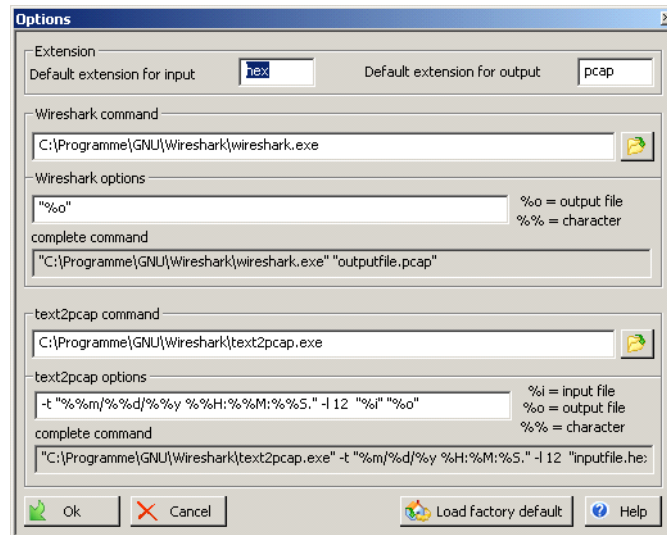 Options
Extension
Default extension for input hex Default extension for output pcap
Wireshark command
C:\Programme\GNU\Wireshark\wireshark.exe
Wireshark options
"%o" %o = output file
%% = character
complete command
"C:\Programme\GNU\Wireshark\wireshark.exe" "outputfile.pcap"
text2pcap command
C:\Programme\GNU\Wireshark\text2pcap.exe
text2pcap options
%i = input file
-t "%%m/%%d/%%y %%H:%%M:%%S." -l 12 "%i" "%o" %o = output file
%% = character
complete command
"C:\Programme\GNU\Wireshark\text2pcap.exe" -t "%m/%d/%y %H:%M:%S." -l 12 "inputfile.he
Ok Cancel Load factory default Help